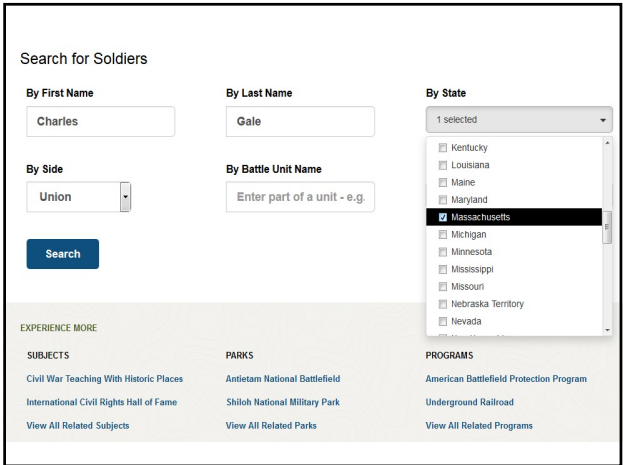 Search for Soldiers
By First Name
Charles
By Last Name
Gale
By State
1 selected
Kentucky
Louisiana
Maine
Maryland
Massachusetts
Michigan
Minnesota
Mississippi
Missouri
Nebraska Territory
Nevada
By Side
Union
By Battle Unit Name
Enter part of a unit - e.g.
Search
EXPERIENCE MORE
SUBJECTS
Civil War Teaching With Historic Places
International Civil Rights Hall of Fame
View All Related Subjects
PARKS
Antietam National Battlefield
Shiloh National Military Park
View All Related Parks
PROGRAMS
American Battlefield Protection Program
Underground Railroad
View All Related Programs